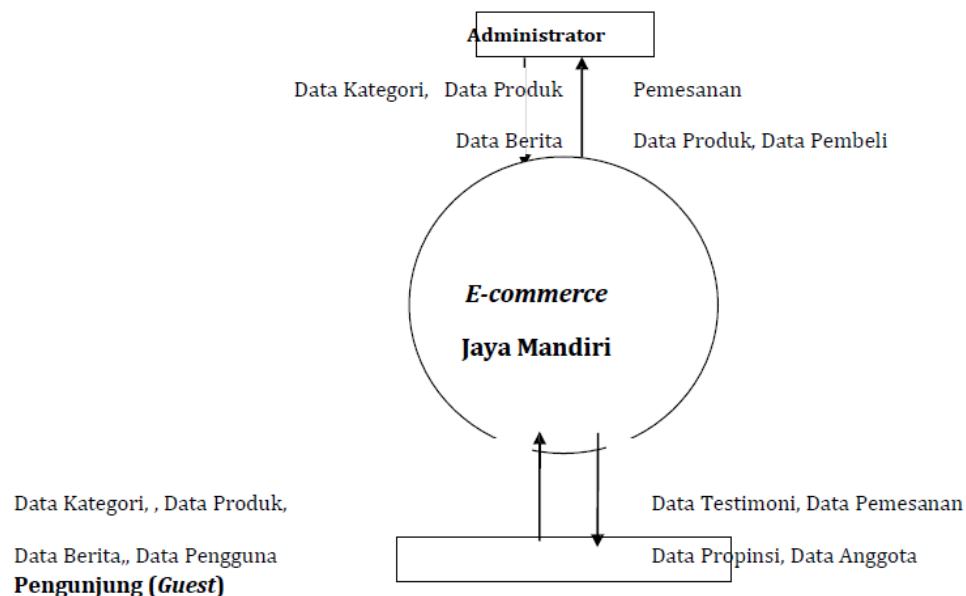 Administrator
Data Kategori, Data Produk Pemesanan
Data Berita Data Produk, Data Pembeli
E-commerce
Jaya Mandiri
Data Kategori, , Data Produk, Data Testimoni, Data Pemesanan
Data Berita,, Data Pengguna Data Propinsi, Data Anggota
Pengunjung (Guest)